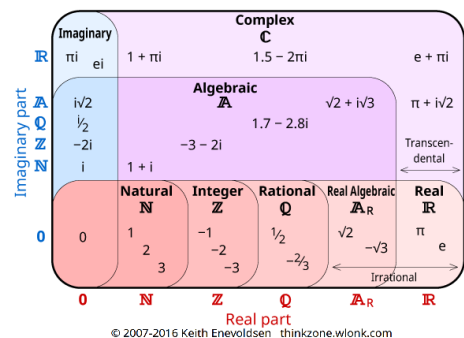 Complex
Imaginary
ℂ
ℝ πi ei 1 + πi 1.5 − 2πi e + πi
Algebraic
𝔸 i√2 𝔸 √2 + i√3 π + i√2
ℚ i/2 1.7 − 2.8i
ℤ −2i −3 − 2i Transcen-
dental
ℕ i 1 + i
Imaginary part
Natural Integer Rational Real Algebraic Real
ℕ ℤ ℚ 𝔸R ℝ
0 0 1 −1 1/2 √2 π
2 −2 −√3 e
3 −3 −2/3
Irrational
0 ℕ ℤ ℚ 𝔸R ℝ
Real part
© 2007-2016 Keith Enevoldsen thinkzone.wlonk.com